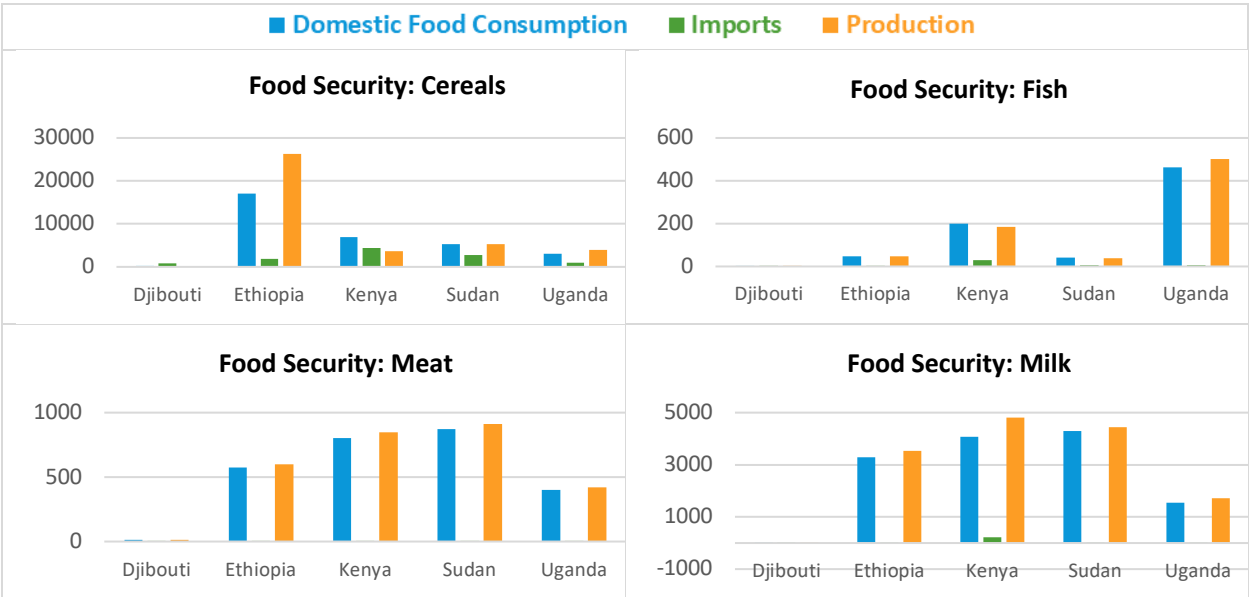 Domestic Food Consumption Imports Production
Food Security: Cereals
30000
20000
10000
0
Djibouti Ethiopia Kenya Sudan Uganda
Food Security: Fish
600
400
200
0
Djibouti Ethiopia Kenya Sudan Uganda
Food Security: Meat
1000
500
0
Djibouti Ethiopia Kenya Sudan Uganda
Food Security: Milk
5000
3000
1000
-1000
Djibouti Ethiopia Kenya Sudan Uganda